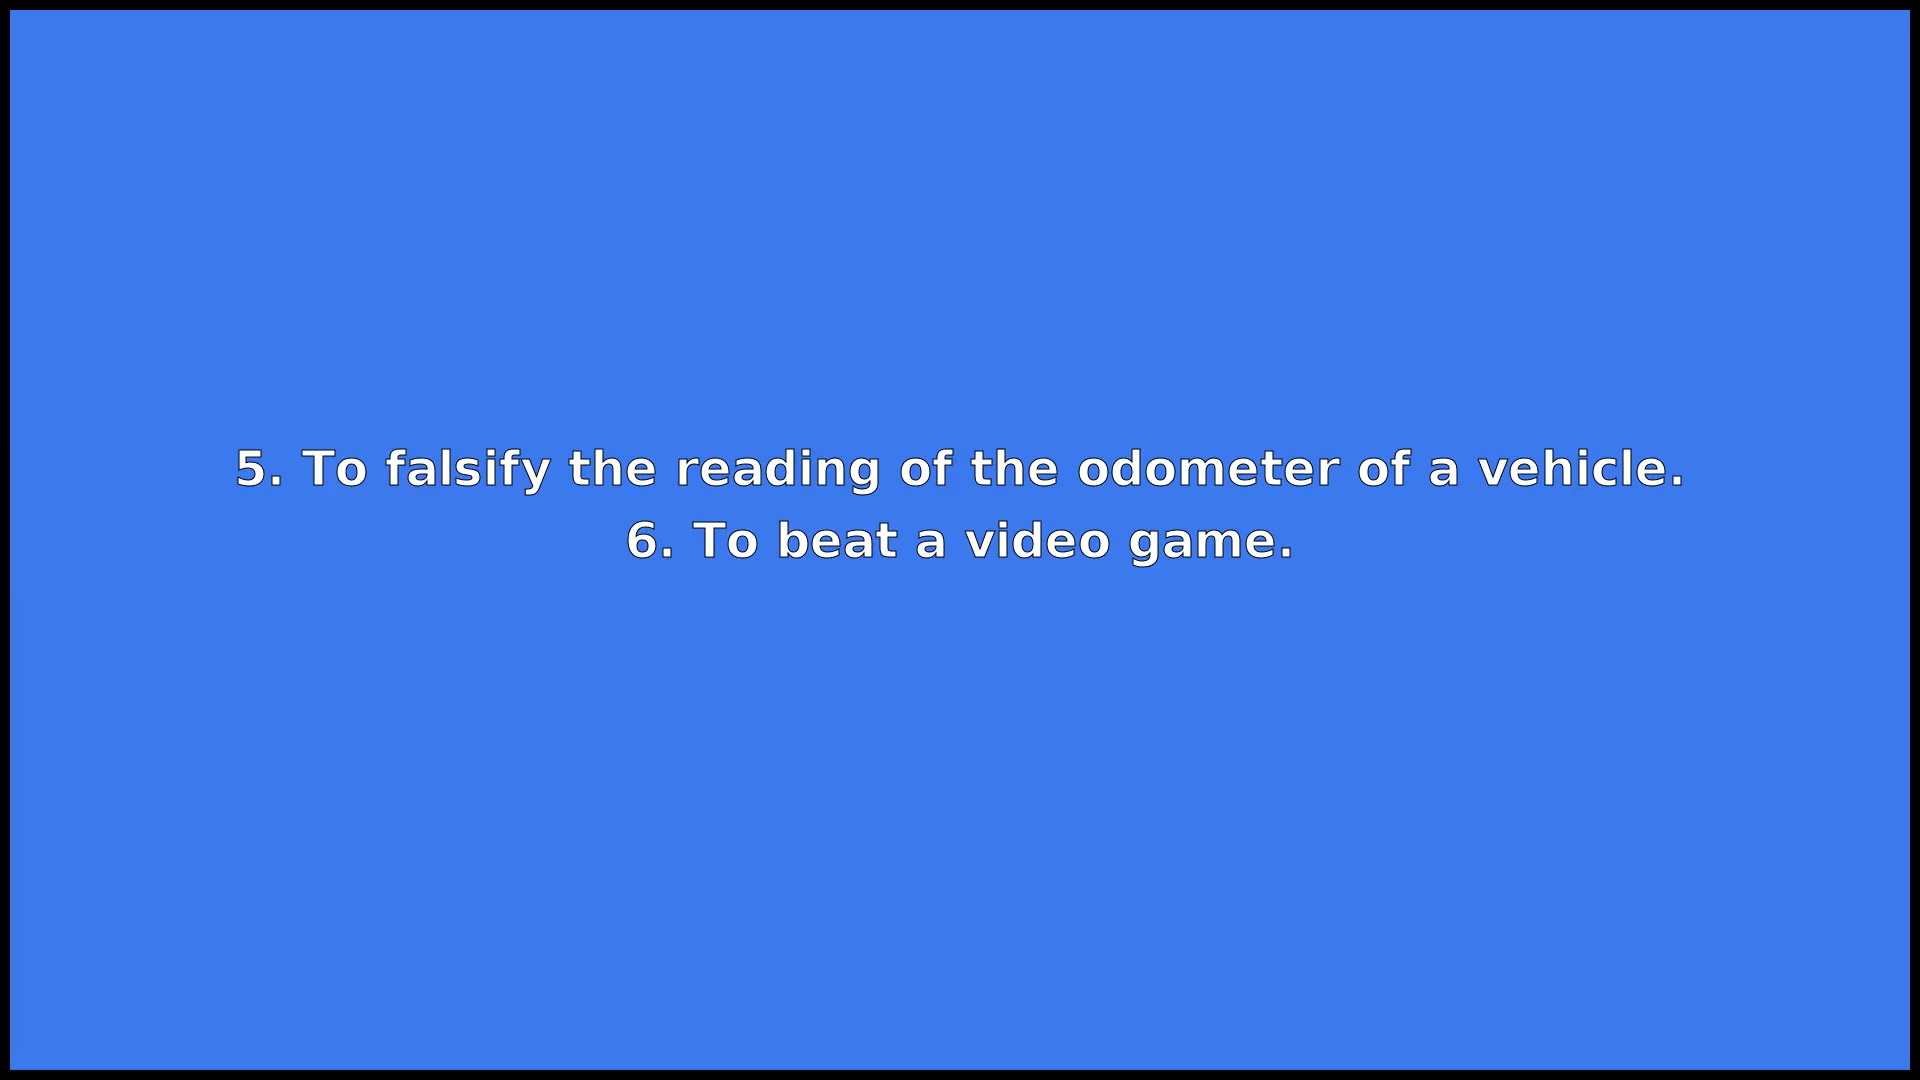 5. To falsify the reading of the odometer of a vehicle.
6. To beat a video game.